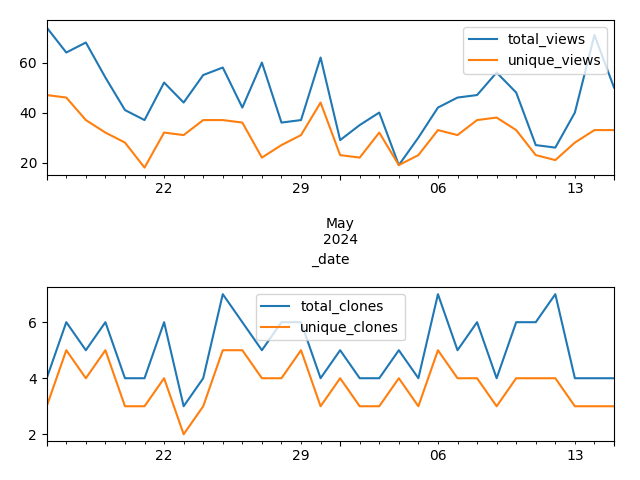 total_views
unique_views
60
40
20
22 29 06 13
May
2024
_date
total_clones
unique_clones
6
4
2
22 29 06 13